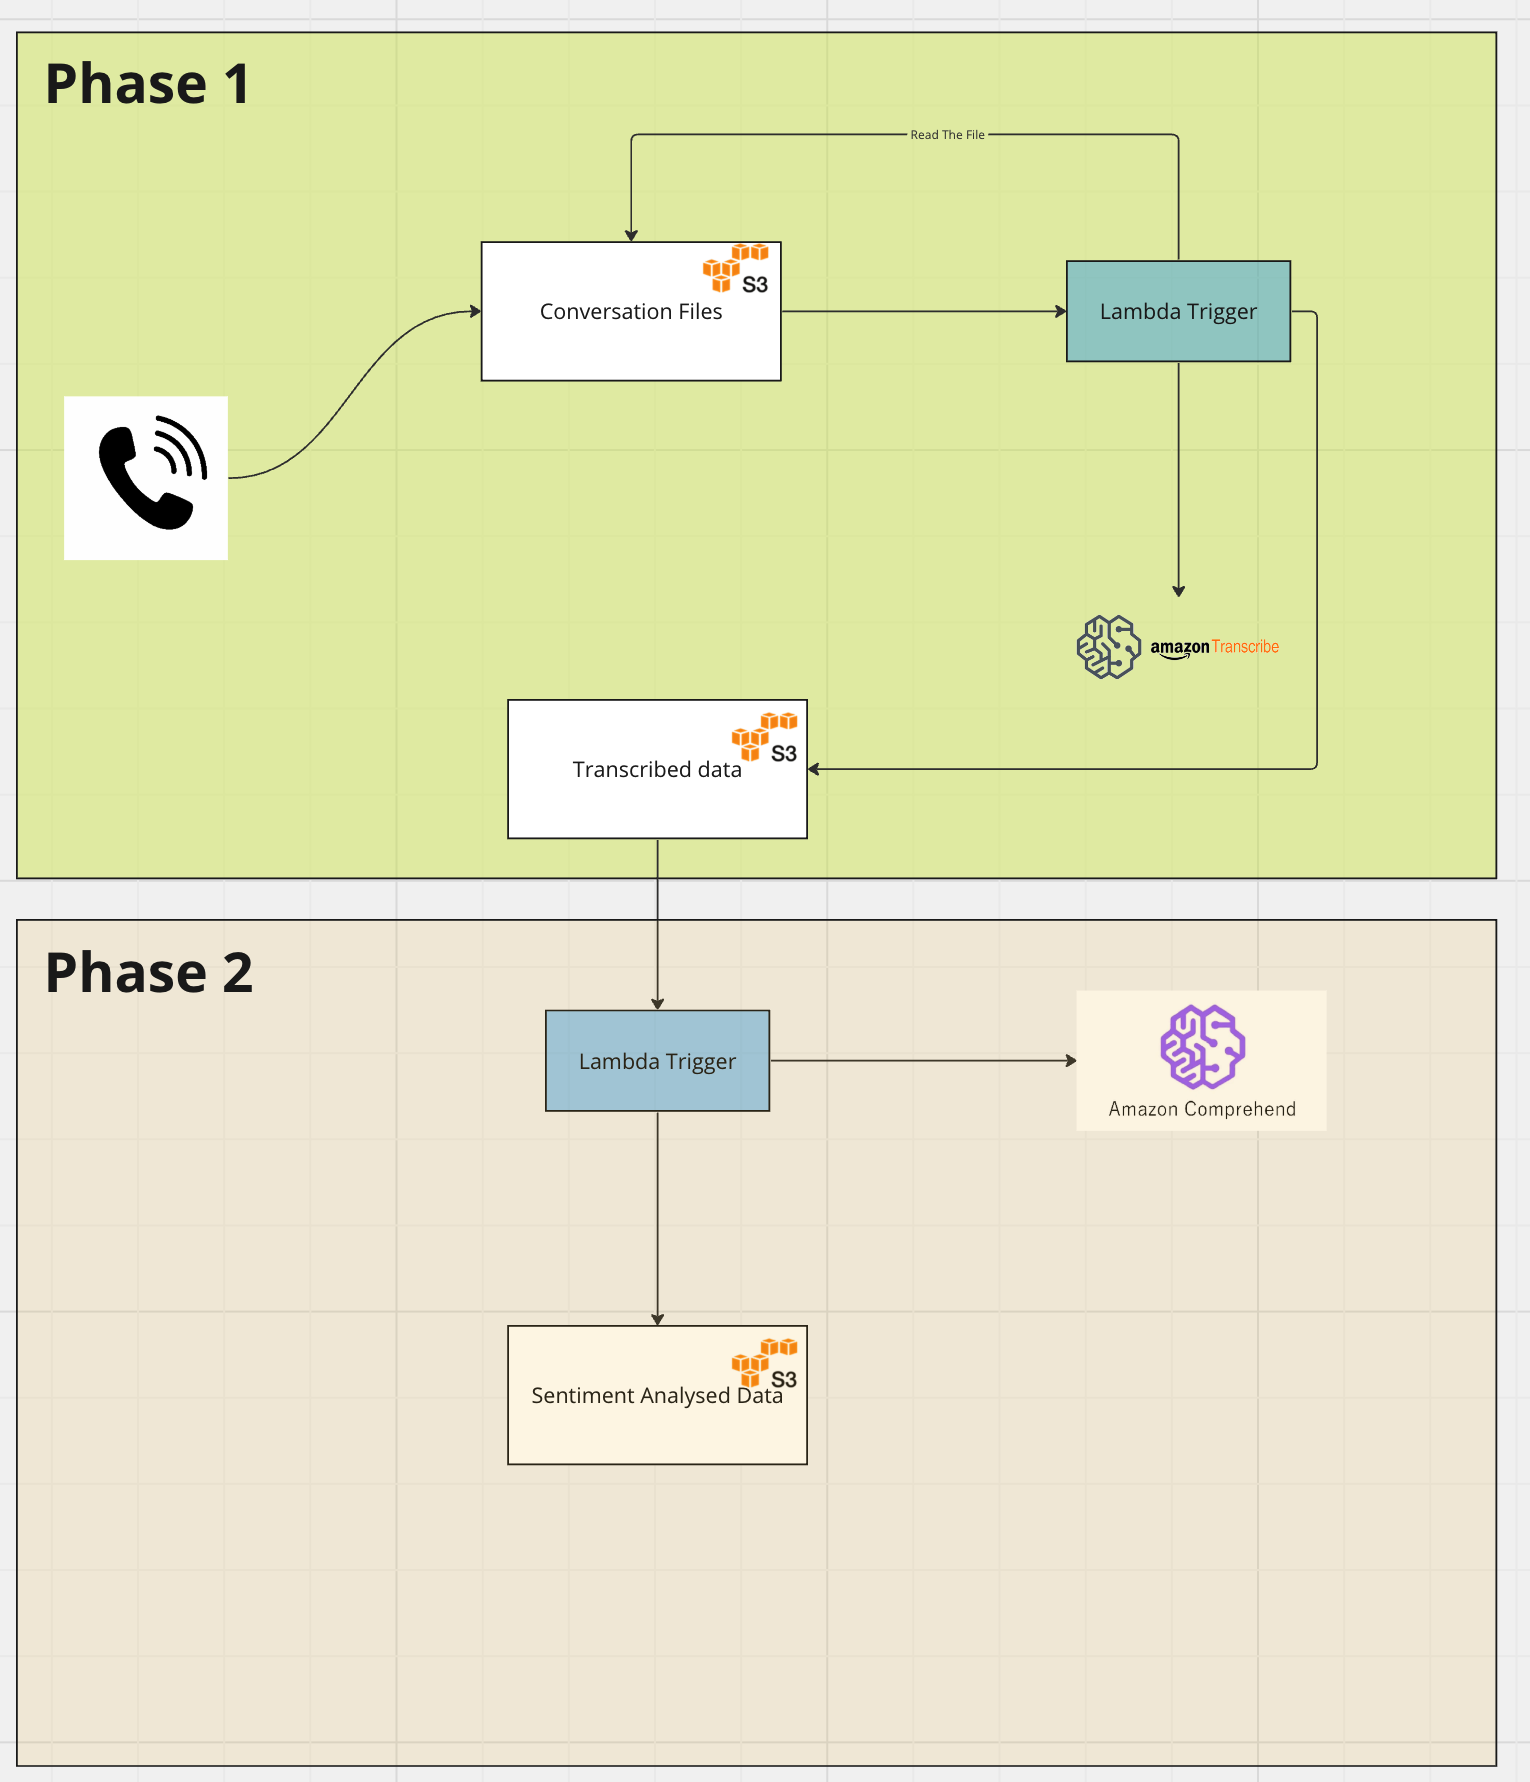 Phase 1
Read The File
S3
Conversation Files
Lambda Trigger
amazon Transcribe
S3
Transcribed data
Phase 2
Lambda Trigger
Amazon Comprehend
S3
Sentiment Analysed Data